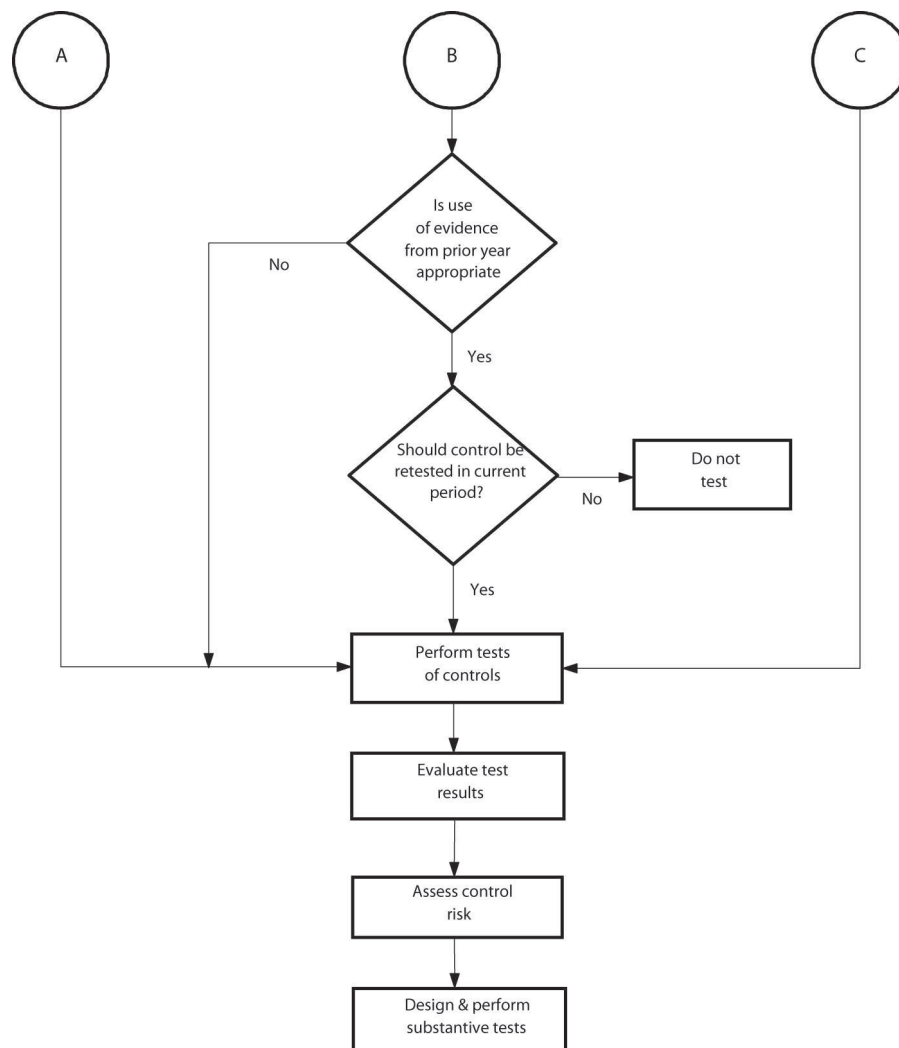 A
B
C
Is use
of evidence
from prior year
appropriate
No
Yes
Should control be
retested in current
period?
Do not
test
No
Yes
Perform tests
of controls
Evaluate test
results
Assess control
risk
Design & perform
substantive tests